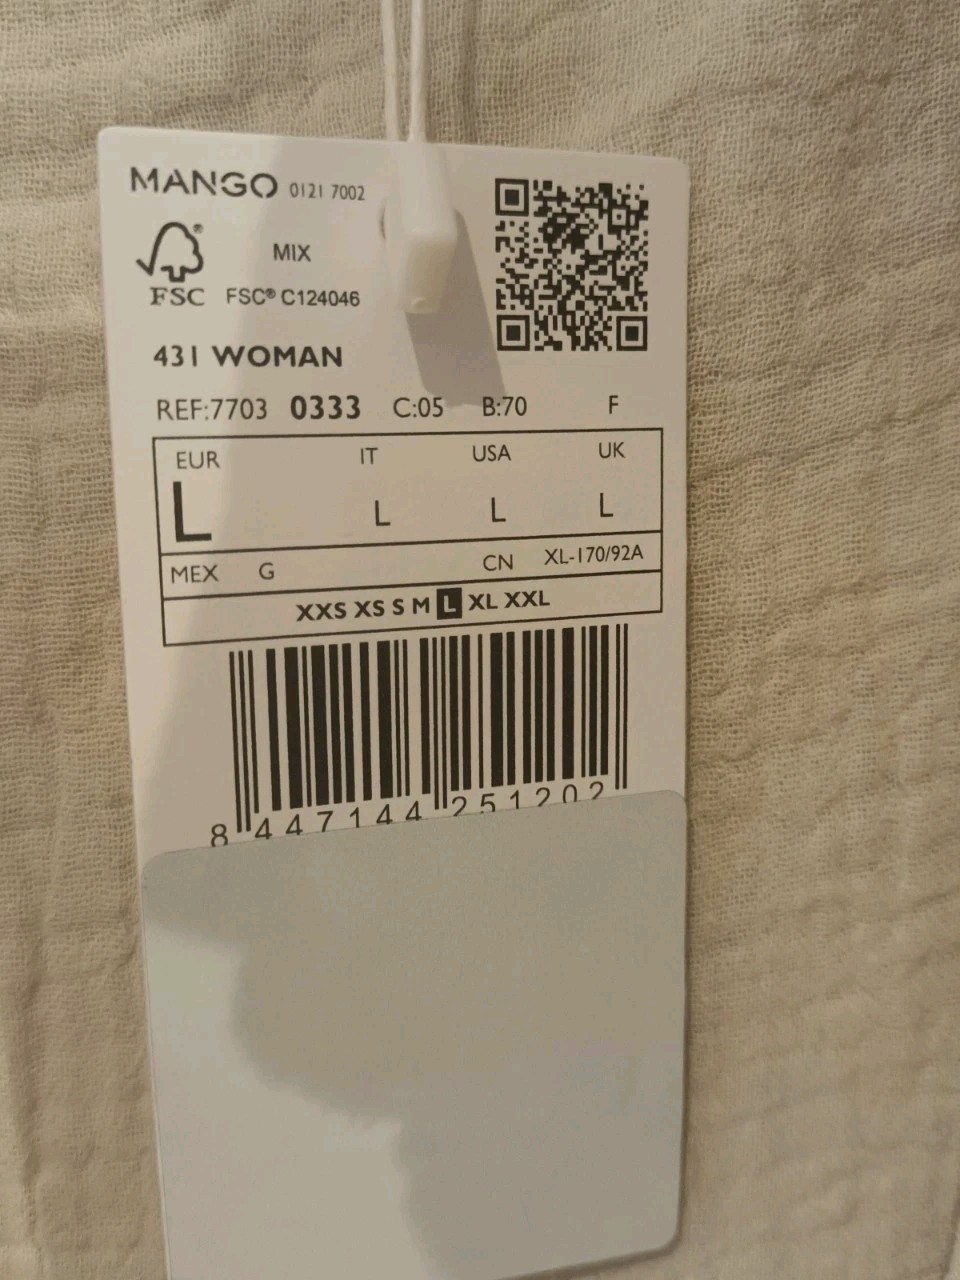 MANGO 0121 7002
MIX
FSC FSC® C124046
431 WOMAN
REF:7703 0333 C:05 B:70 F
EUR IT USA UK
L L L L
MEX G CN XL-170/92A
XXS XS S M L XL XXL
8 447144 251202